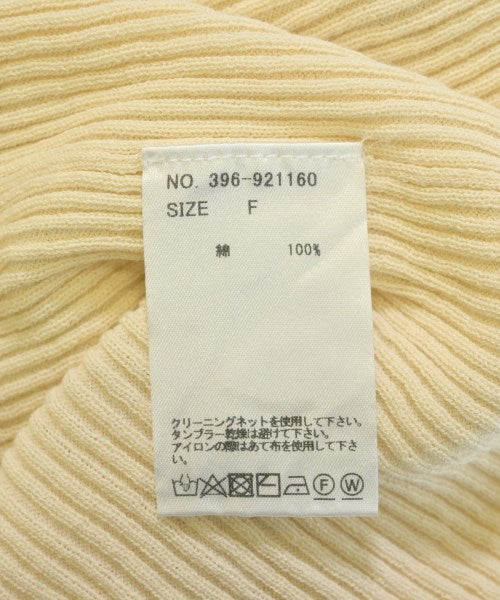 NO. 396-921160
SIZE F
綿 100%
クリーニングネットを使用して下さい。
タンブラー乾燥は避けて下さい。
アイロンの際はあて布を使用して下さ
い。
F W